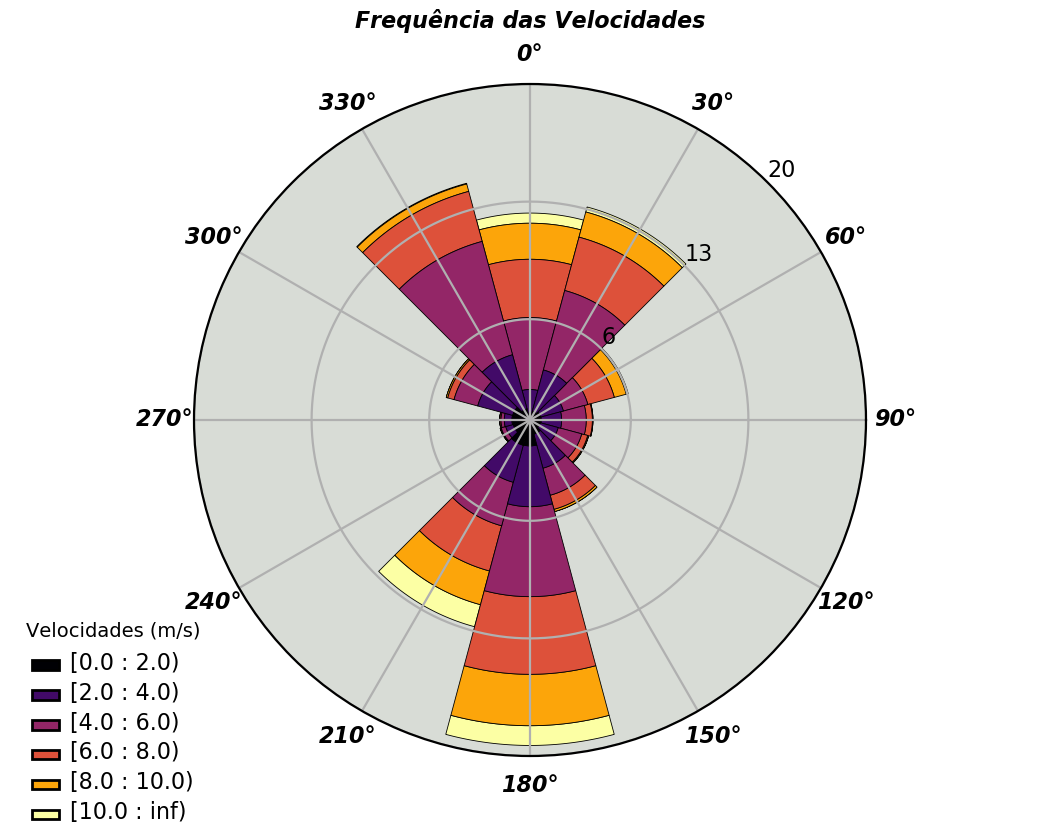 Frequência das Velocidades
0°
330°
30°
20
300°
60°
13
6
270°
90°
240°
120°
210°
150°
180°
Velocidades (m/s)
[0.0 : 2.0)
[2.0 : 4.0)
[4.0 : 6.0)
[6.0 : 8.0)
[8.0 : 10.0)
[10.0 : inf)